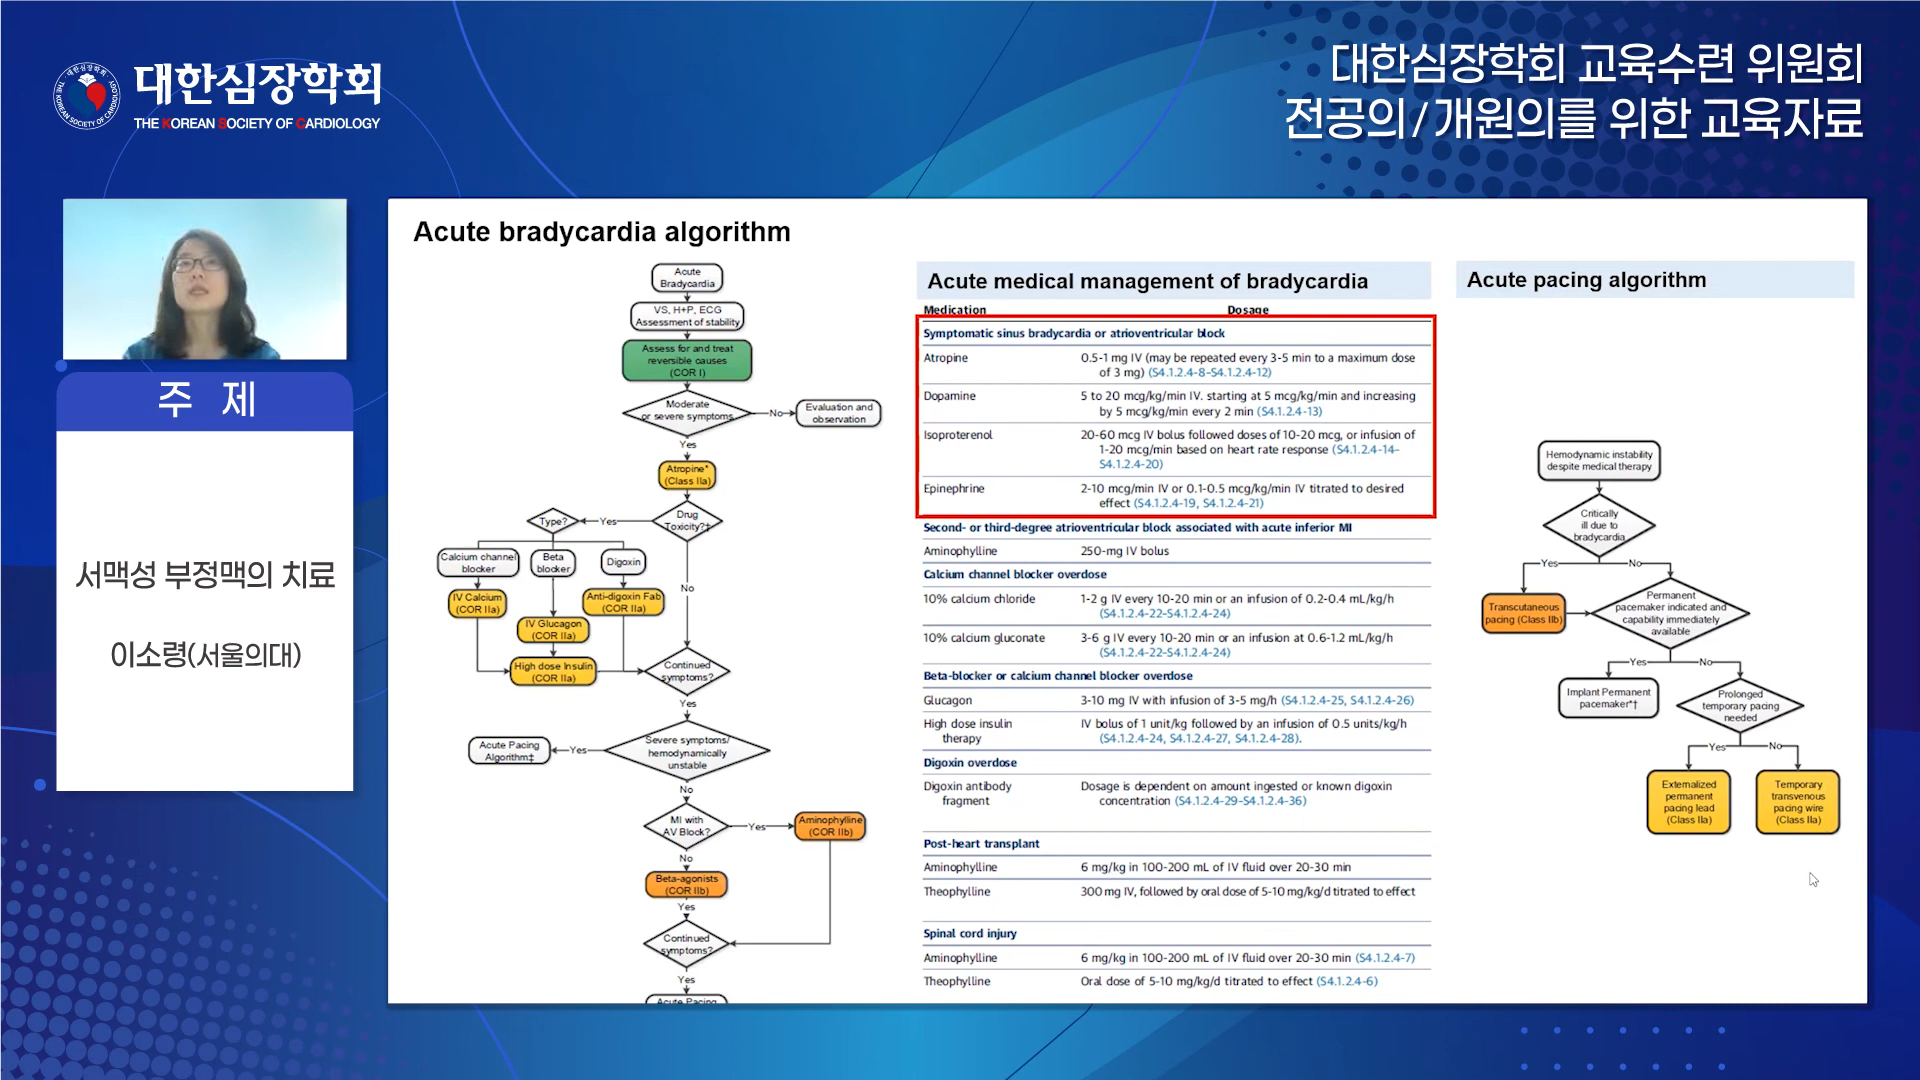 대한심장학회
THE KOREAN SOCIETY OF CARDIOLOGY
대한심장학회 교육수련 위원회
전공의/개원의를 위한 교육자료
주 제
서맥성 부정맥의 치료
이소령(서울의대)
Acute bradycardia algorithm
Acute
Bradycardia
VS, H+P, ECG
Assessment of stability
Assess for and treat
reversible causes
(COR I)
Moderate
or severe symptoms
No
Evaluation and
observation
Yes
Atropine*
(Class IIa)
Drug
Toxicity?†
Yes
Type?
No
Calcium channel
blocker
Beta
blocker
Digoxin
IV Calcium
(COR IIa)
IV Glucagon
(COR IIa)
Anti-digoxin Fab
(COR IIa)
High dose Insulin
(COR IIa)
Continued
symptoms?
Yes
Severe symptoms/
hemodynamically
unstable
Yes
Acute Pacing
Algorithm‡
No
MI with
AV Block?
Yes
Aminophylline
(COR IIb)
No
Beta-agonists
(COR IIb)
Yes
Continued
symptoms?
Yes
Acute Pacing
Acute medical management of bradycardia
Medication Dosage
Symptomatic sinus bradycardia or atrioventricular block
Atropine 0.5-1 mg IV (may be repeated every 3-5 min to a maximum dose
of 3 mg) (S4.1.2.4-8-S4.1.2.4-12)
Dopamine 5 to 20 mcg/kg/min IV. starting at 5 mcg/kg/min and increasing
by 5 mcg/kg/min every 2 min (S4.1.2.4-13)
Isoproterenol 20-60 mcg IV bolus followed doses of 10-20 mcg, or infusion of
1-20 mcg/min based on heart rate response (S4.1.2.4-14-
S4.1.2.4-20)
Epinephrine 2-10 mcg/min IV or 0.1-0.5 mcg/kg/min IV titrated to desired
effect (S4.1.2.4-19, S4.1.2.4-21)
Second- or third-degree atrioventricular block associated with acute inferior MI
Aminophylline 250-mg IV bolus
Calcium channel blocker overdose
10% calcium chloride 1-2 g IV every 10-20 min or an infusion of 0.2-0.4 mL/kg/h
(S4.1.2.4-22-S4.1.2.4-24)
10% calcium gluconate 3-6 g IV every 10-20 min or an infusion at 0.6-1.2 mL/kg/h
(S4.1.2.4-22-S4.1.2.4-24)
Beta-blocker or calcium channel blocker overdose
Glucagon 3-10 mg IV with infusion of 3-5 mg/h (S4.1.2.4-25, S4.1.2.4-26)
High dose insulin IV bolus of 1 unit/kg followed by an infusion of 0.5 units/kg/h
therapy (S4.1.2.4-24, S4.1.2.4-27, S4.1.2.4-28).
Digoxin overdose
Digoxin antibody Dosage is dependent on amount ingested or known digoxin
fragment concentration (S4.1.2.4-29-S4.1.2.4-36)
Post-heart transplant
Aminophylline 6 mg/kg in 100-200 mL of IV fluid over 20-30 min
Theophylline 300 mg IV, followed by oral dose of 5-10 mg/kg/d titrated to effect
Spinal cord injury
Aminophylline 6 mg/kg in 100-200 mL of IV fluid over 20-30 min (S4.1.2.4-7)
Theophylline Oral dose of 5-10 mg/kg/d titrated to effect (S4.1.2.4-6)
Acute pacing algorithm
Hemodynamic instability
despite medical therapy
Critically
ill due to
bradycardia
Yes No
Transcutaneous
pacing (Class IIb)
Permanent
pacemaker indicated and
capability immediately
available
Yes No
Implant Permanent
pacemaker*†
Prolonged
temporary pacing
needed
Yes No
Externalized
permanent
pacing lead
(Class IIa)
Temporary
transvenous
pacing wire
(Class IIa)